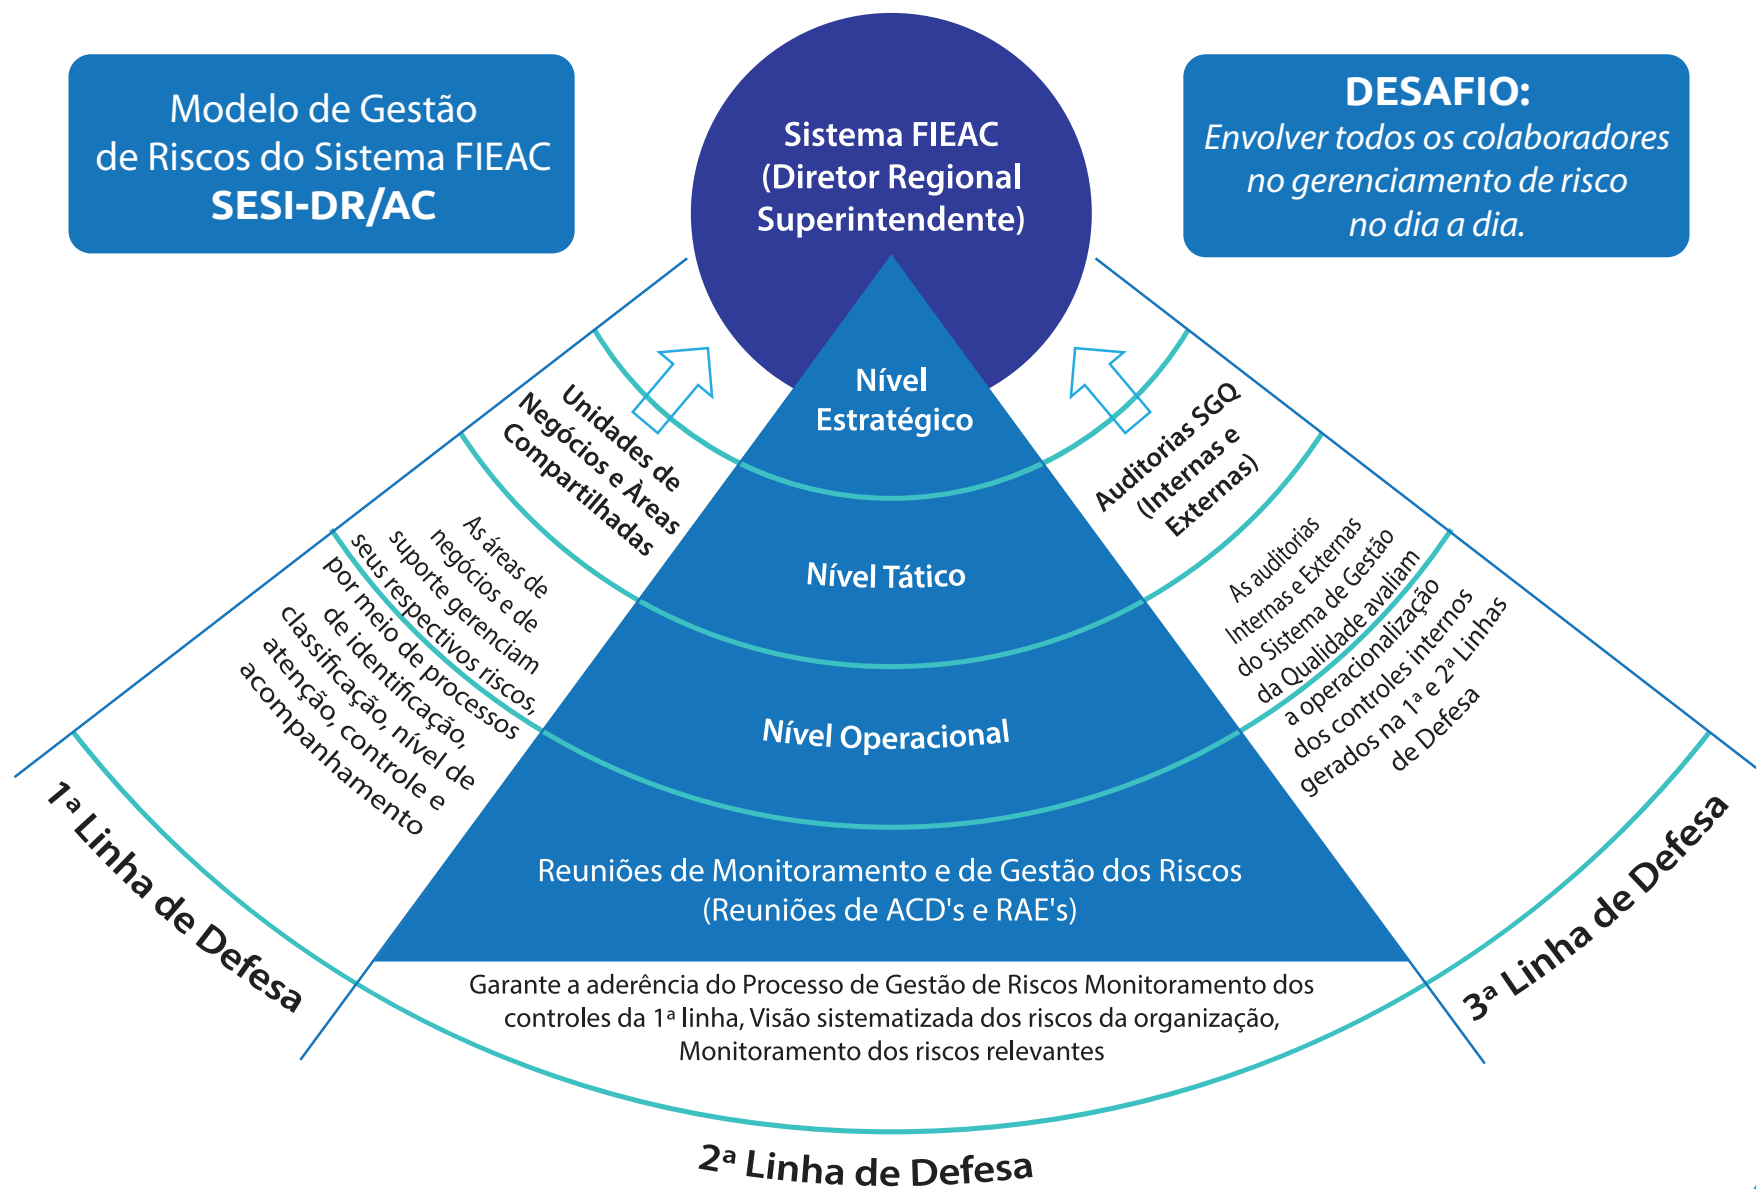 Modelo de Gestão
de Riscos do Sistema FIEAC
SESI-DR/AC
Sistema FIEAC
(Diretor Regional
Superintendente)
DESAFIO:
Envolver todos os colaboradores
no gerenciamento de risco
no dia a dia.
Unidades de
Negócios e Àreas
Compartilhadas
As áreas de
negócios e de
suporte gerenciam
seus respectivos riscos,
por meio de processos
de identificação,
classificação, nível de
atenção, controle e
acompanhamento
1ª Linha de Defesa
Nível
Estratégico
Nível Tático
Nível Operacional
Reuniões de Monitoramento e de Gestão dos Riscos
(Reuniões de ACD's e RAE's)
Garante a aderência do Processo de Gestão de Riscos Monitoramento dos
controles da 1ª linha, Visão sistematizada dos riscos da organização,
Monitoramento dos riscos relevantes
2ª Linha de Defesa
Auditorias SGQ
(Internas e
Externas)
As auditorias
Internas e Externas
do Sistema de Gestão
da Qualidade avaliam
a operacionalização
dos controles internos
gerados na 1ª e 2ª Linhas
de Defesa
3ª Linha de Defesa